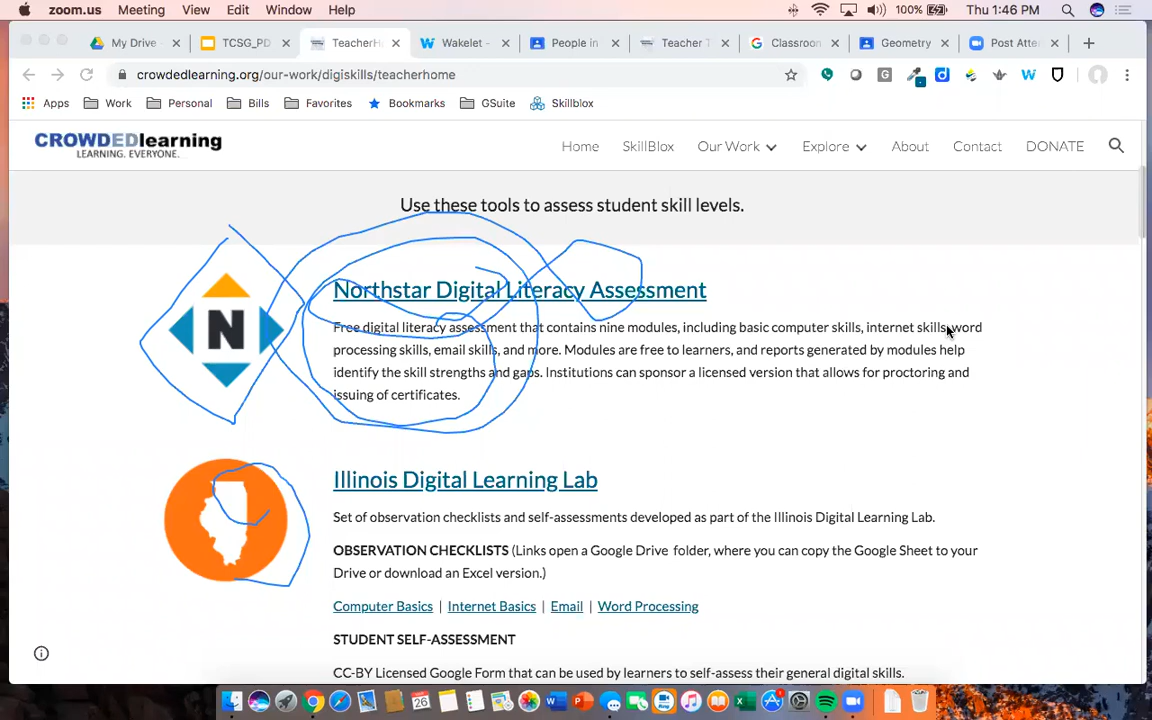 zoom.us Meeting View Edit Window Help 100% Thu 1:46 PM
My Drive - TCSG_PD TeacherH Wakelet - People in Teacher T Classroom Geometry Post Atte
crowdedlearning.org/our-work/digiskills/teacherhome
Apps Work Personal Bills Favorites Bookmarks GSuite Skillblox
CROWDEDlearning
LEARNING. EVERYONE.
Home SkillBlox Our Work Explore About Contact DONATE
Use these tools to assess student skill levels.
N
Northstar Digital Literacy Assessment
Free digital literacy assessment that contains nine modules, including basic computer skills, internet skills, word
processing skills, email skills, and more. Modules are free to learners, and reports generated by modules help
identify the skill strengths and gaps. Institutions can sponsor a licensed version that allows for proctoring and
issuing of certificates.
Illinois Digital Learning Lab
Set of observation checklists and self-assessments developed as part of the Illinois Digital Learning Lab.
OBSERVATION CHECKLISTS (Links open a Google Drive folder, where you can copy the Google Sheet to your
Drive or download an Excel version.)
Computer Basics | Internet Basics | Email | Word Processing
STUDENT SELF-ASSESSMENT
CC-BY Licensed Google Form that can be used by learners to self-assess their general digital skills.
26